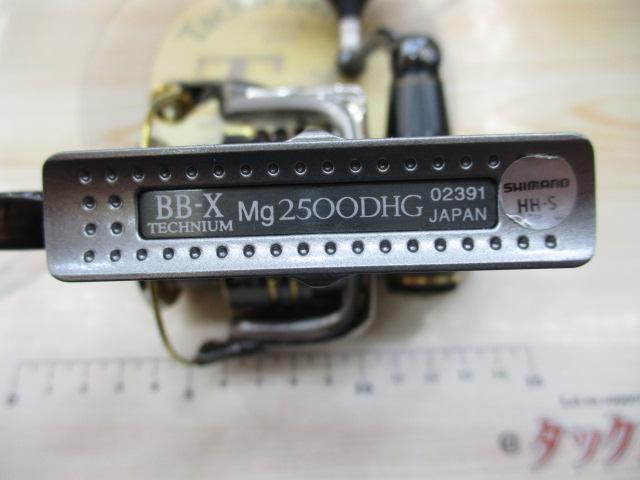 BB-X
TECHNIUM
Mg2500DHG
02391
JAPAN
SHIMANO
HH-S
タック